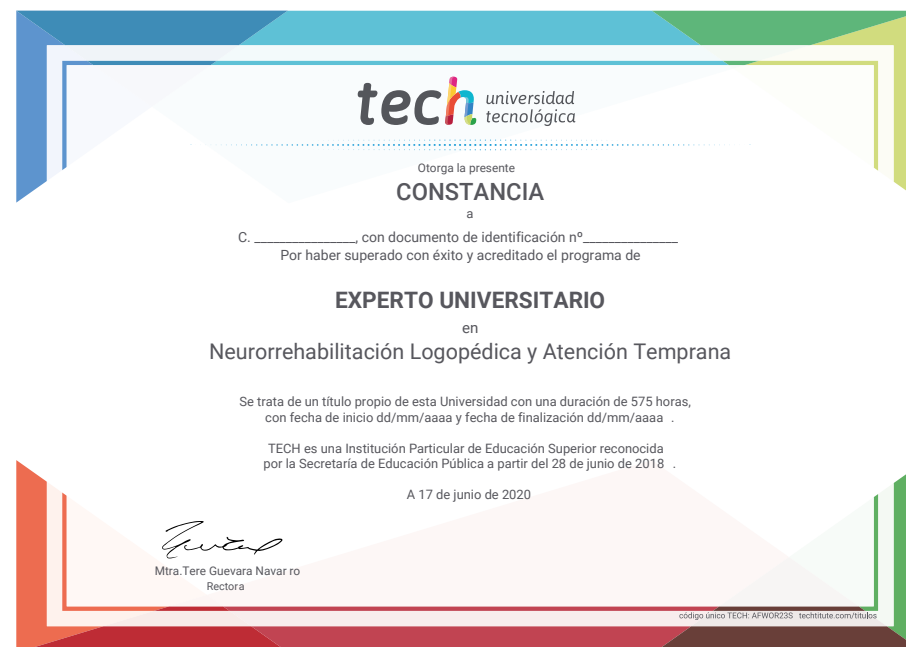 tech universidad
tecnológica
Otorga la presente
CONSTANCIA
a
C. _______________, con documento de identificación nº______________
Por haber superado con éxito y acreditado el programa de
EXPERTO UNIVERSITARIO
en
Neurorrehabilitación Logopédica y Atención Temprana
Se trata de un título propio de esta Universidad con una duración de 575 horas,
con fecha de inicio dd/mm/aaaa y fecha de finalización dd/mm/aaaa .
TECH es una Institución Particular de Educación Superior reconocida
por la Secretaría de Educación Pública a partir del 28 de junio de 2018 .
A 17 de junio de 2020
Mtra.Tere Guevara Navar ro
Rectora
código único TECH: AFWOR23S techtitute.com/titulos